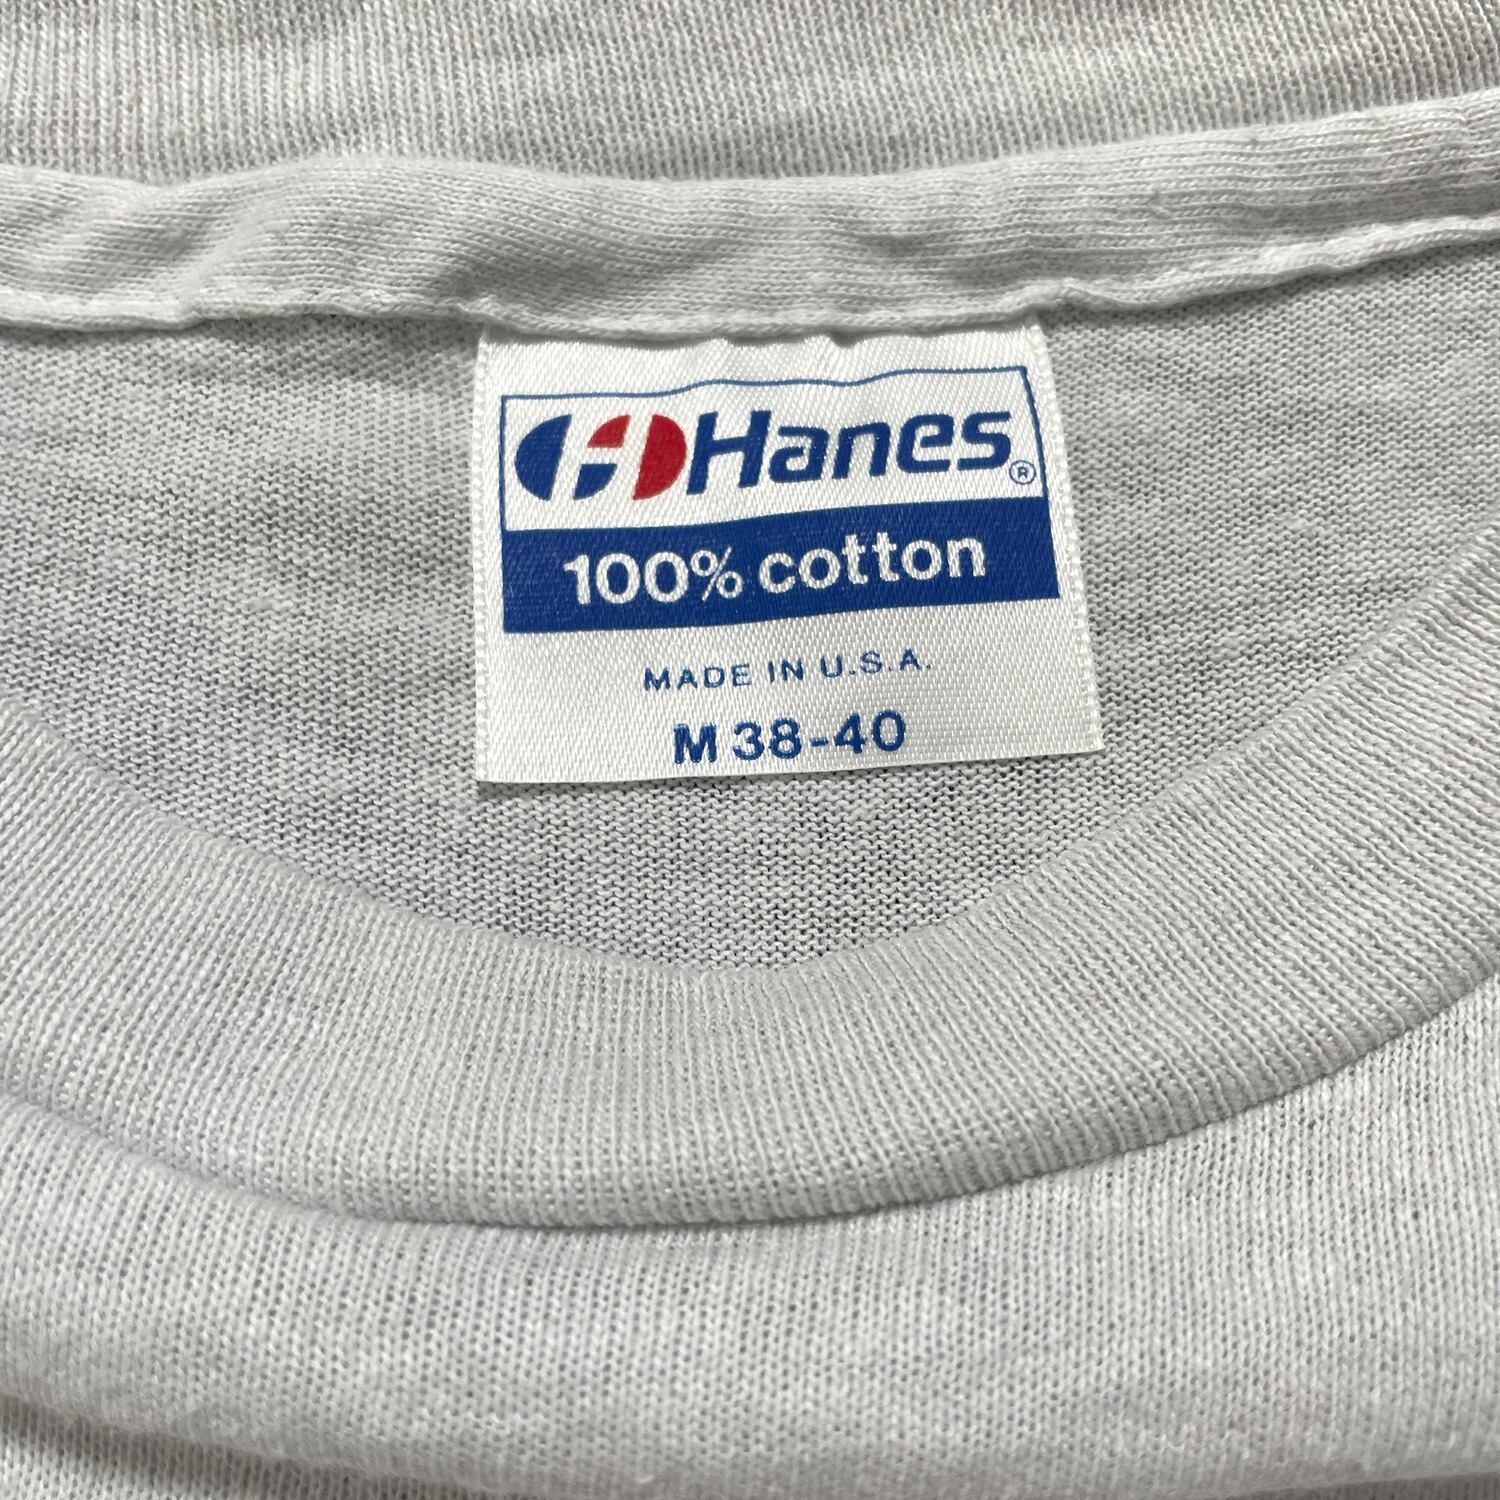 Hanes®
100% cotton
MADE IN U.S.A.
M 38-40